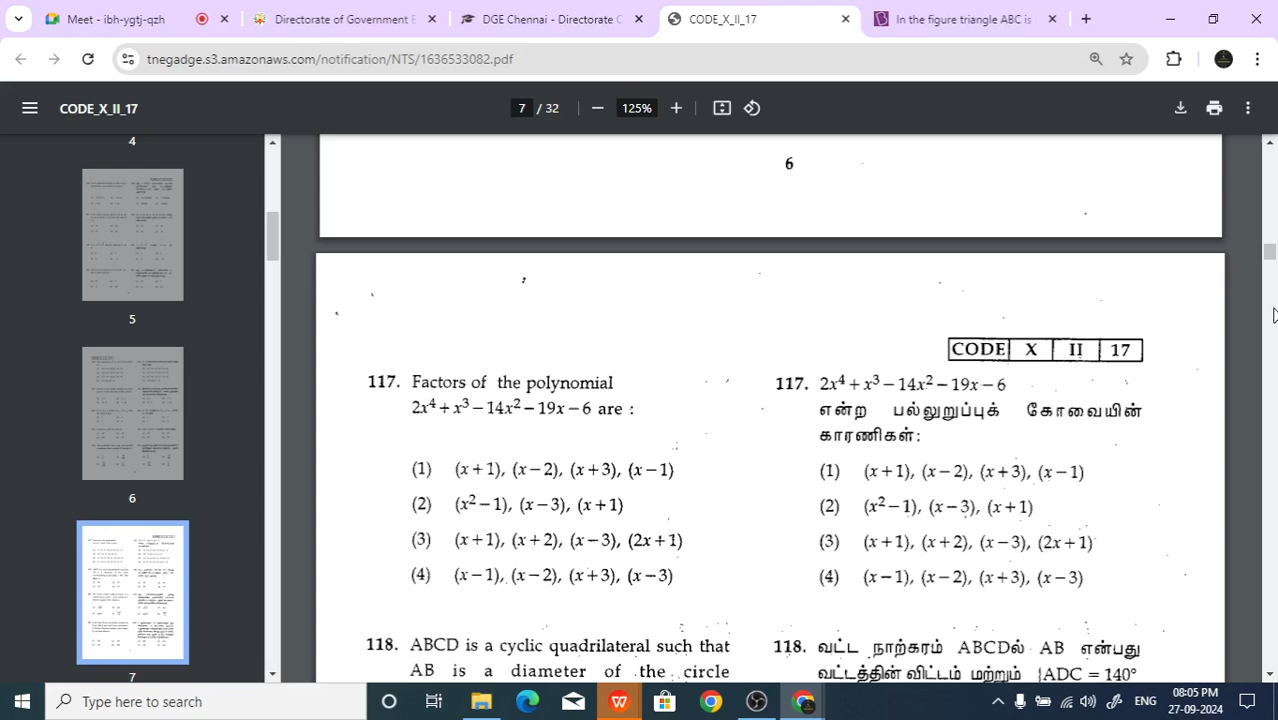 Meet - ibh-ygtj-qzh
Directorate of Government E
DGE Chennai - Directorate C
CODE_X_II_17
In the figure triangle ABC is
tnegadge.s3.amazonaws.com/notification/NTS/1636533082.pdf
CODE_X_II_17
7 / 32
125%
4
5
6
7
6
CODE X II 17
117. Factors of the polynomial
2x⁴ + x³ − 14x² − 19x − 6 are :
(1) (x + 1), (x − 2), (x + 3), (x − 1)
(2) (x² − 1), (x − 3), (x + 1)
(3) (x + 1), (x + 2), (x − 3), (2x + 1)
(4) (x − 1), (x − 2), (x + 3), (x − 3)
118. ABCD is a cyclic quadrilateral such that
AB is a diameter of the circle
117. 2x⁴ + x³ − 14x² − 19x − 6
என்ற பல்லுறுப்புக் கோவையின்
காரணிகள்:
(1) (x + 1), (x − 2), (x + 3), (x − 1)
(2) (x² − 1), (x − 3), (x + 1)
(3) (x + 1), (x + 2), (x − 3), (2x + 1)
(4) (x − 1), (x − 2), (x + 3), (x − 3)
118. வட்ட நாற்கரம் ABCDல் AB என்பது
வட்டத்தின் விட்டம் மற்றும் ∠ADC = 140°
Type here to search
ENG
08:05 PM
27-09-2024